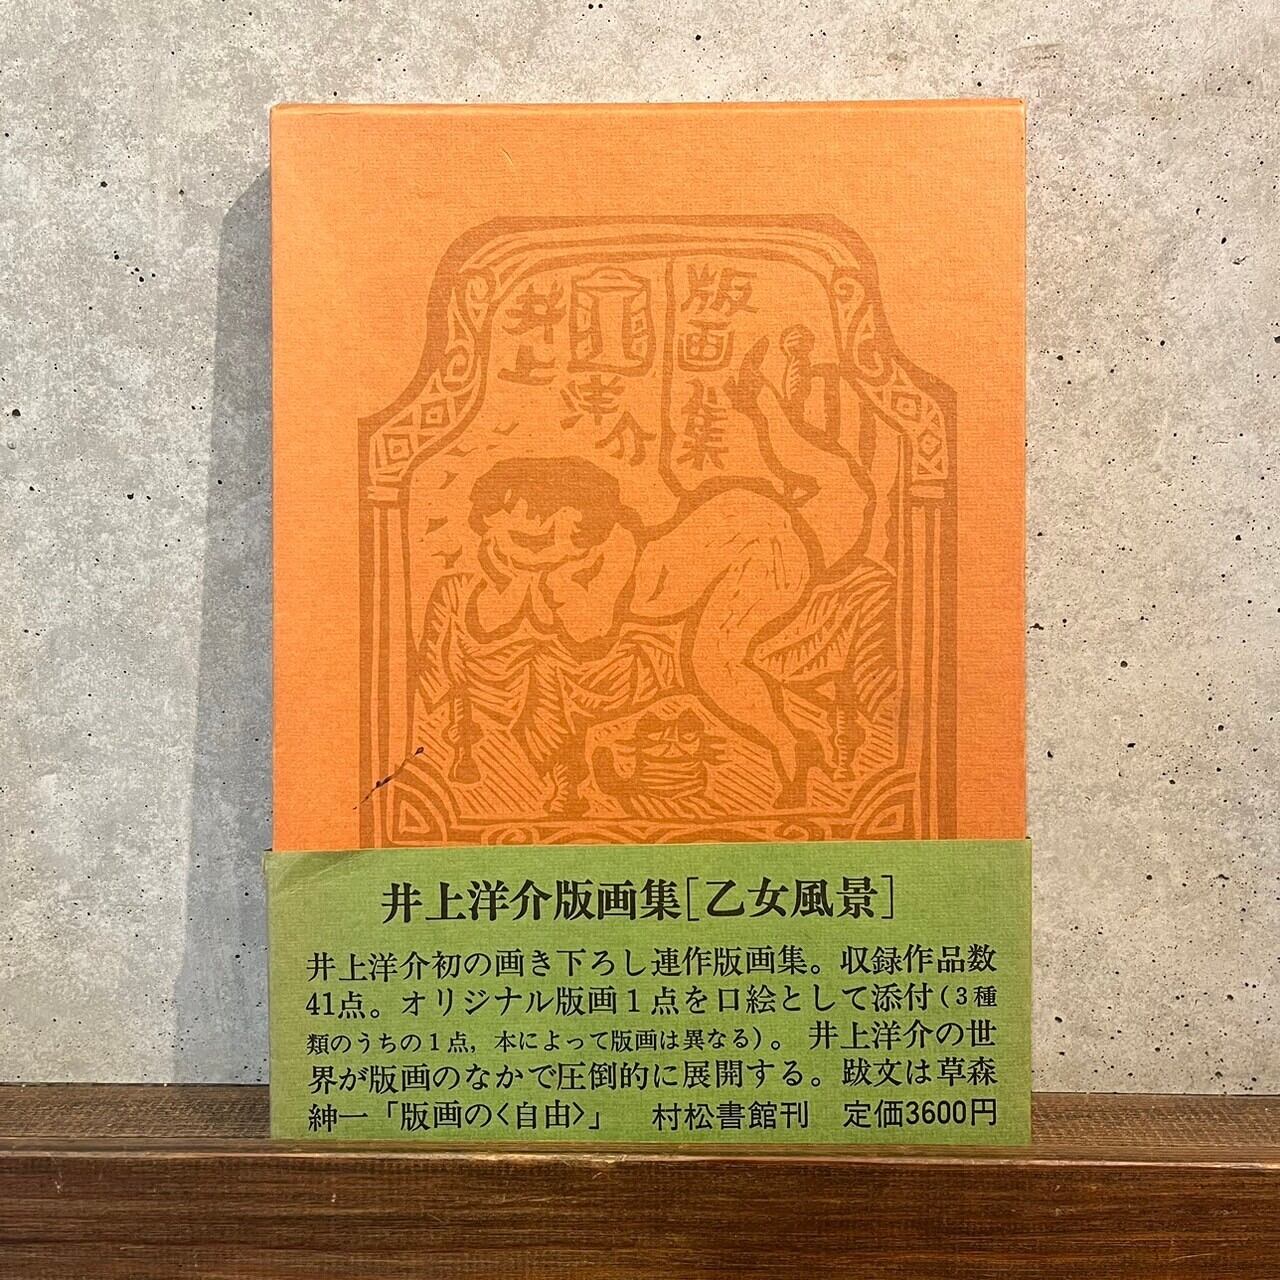 版画集
井上洋介
井上洋介版画集[乙女風景]
井上洋介初の画き下ろし連作版画集。収録作品数
41点。オリジナル版画1点を口絵として添付(3種
類のうちの1点,本によって版画は異なる)。井上洋介の世
界が版画のなかで圧倒的に展開する。跋文は草森
紳一「版画の〈自由〉」 村松書館刊 定価3600円